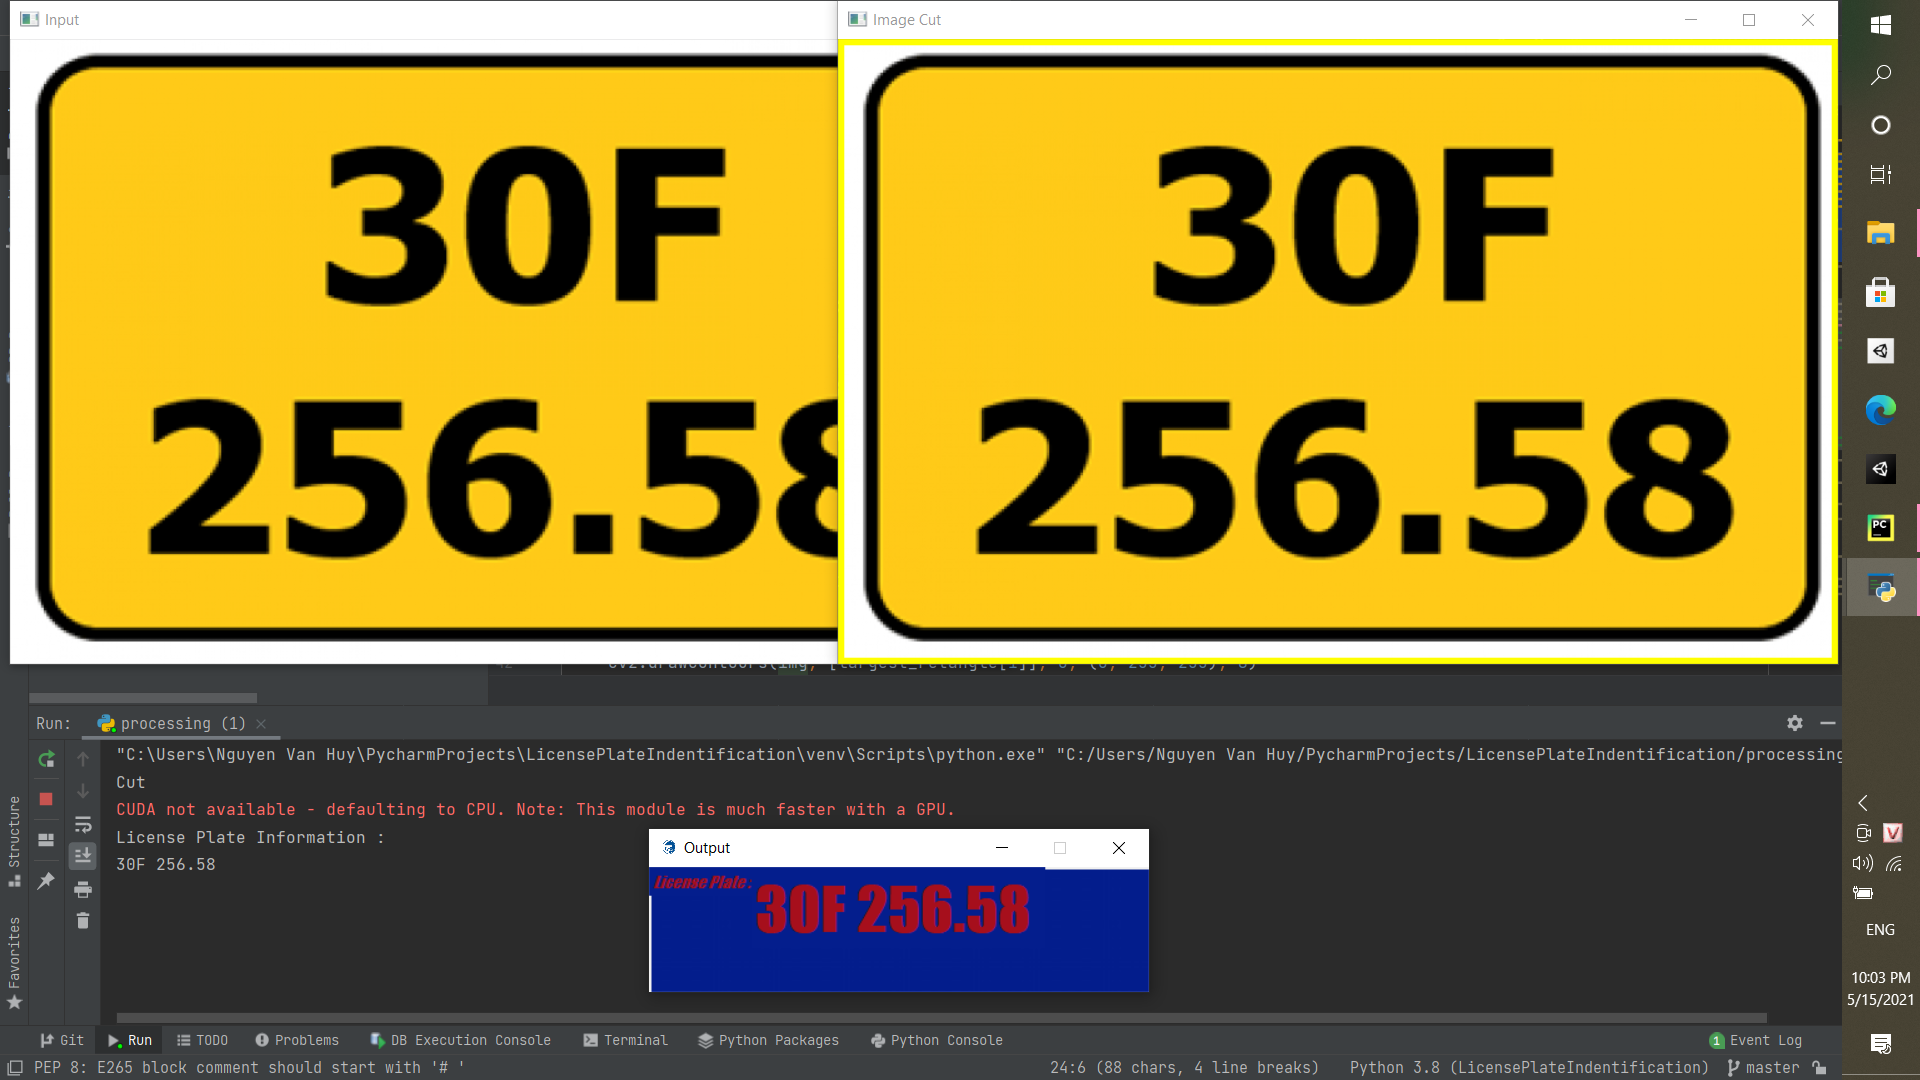 Input
Image Cut
30F
256.58
30F
256.58
Run:
processing (1)
"C:\Users\Nguyen Van Huy\PycharmProjects\LicensePlateIndentification\venv\Scripts\python.exe" "C:/Users/Nguyen Van Huy/PycharmProjects/LicensePlateIndentification/processing
Cut
CUDA not available - defaulting to CPU. Note: This module is much faster with a GPU.
License Plate Information :
30F 256.58
Output
License Plate :
30F 256.58
Structure
Favorites
Git
Run
TODO
Problems
DB Execution Console
Terminal
Python Packages
Python Console
1 Event Log
PEP 8: E265 block comment should start with '# '
24:6 (88 chars, 4 line breaks)
Python 3.8 (LicensePlateIndentification)
master
PC
V
ENG
10:03 PM
5/15/2021